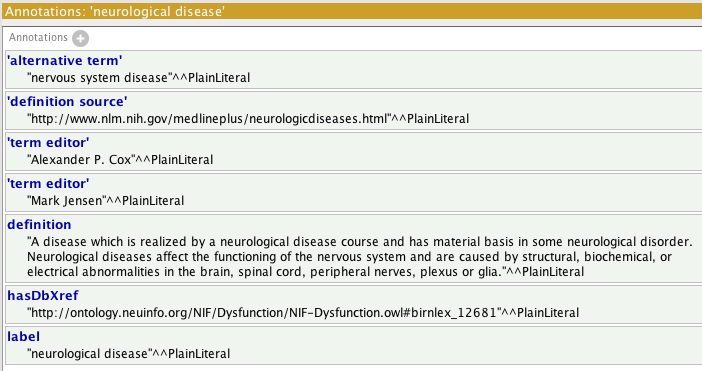 Annotations: 'neurological disease'
Annotations
'alternative term'
"nervous system disease"^^PlainLiteral
'definition source'
"http://www.nlm.nih.gov/medlineplus/neurologicdiseases.html"^^PlainLiteral
'term editor'
"Alexander P. Cox"^^PlainLiteral
'term editor'
"Mark Jensen"^^PlainLiteral
definition
"A disease which is realized by a neurological disease course and has material basis in some neurological disorder.
Neurological diseases affect the functioning of the nervous system and are caused by structural, biochemical, or
electrical abnormalities in the brain, spinal cord, peripheral nerves, plexus or glia."^^PlainLiteral
hasDbXref
"http://ontology.neuinfo.org/NIF/Dysfunction/NIF-Dysfunction.owl#birnlex_12681"^^PlainLiteral
label
"neurological disease"^^PlainLiteral